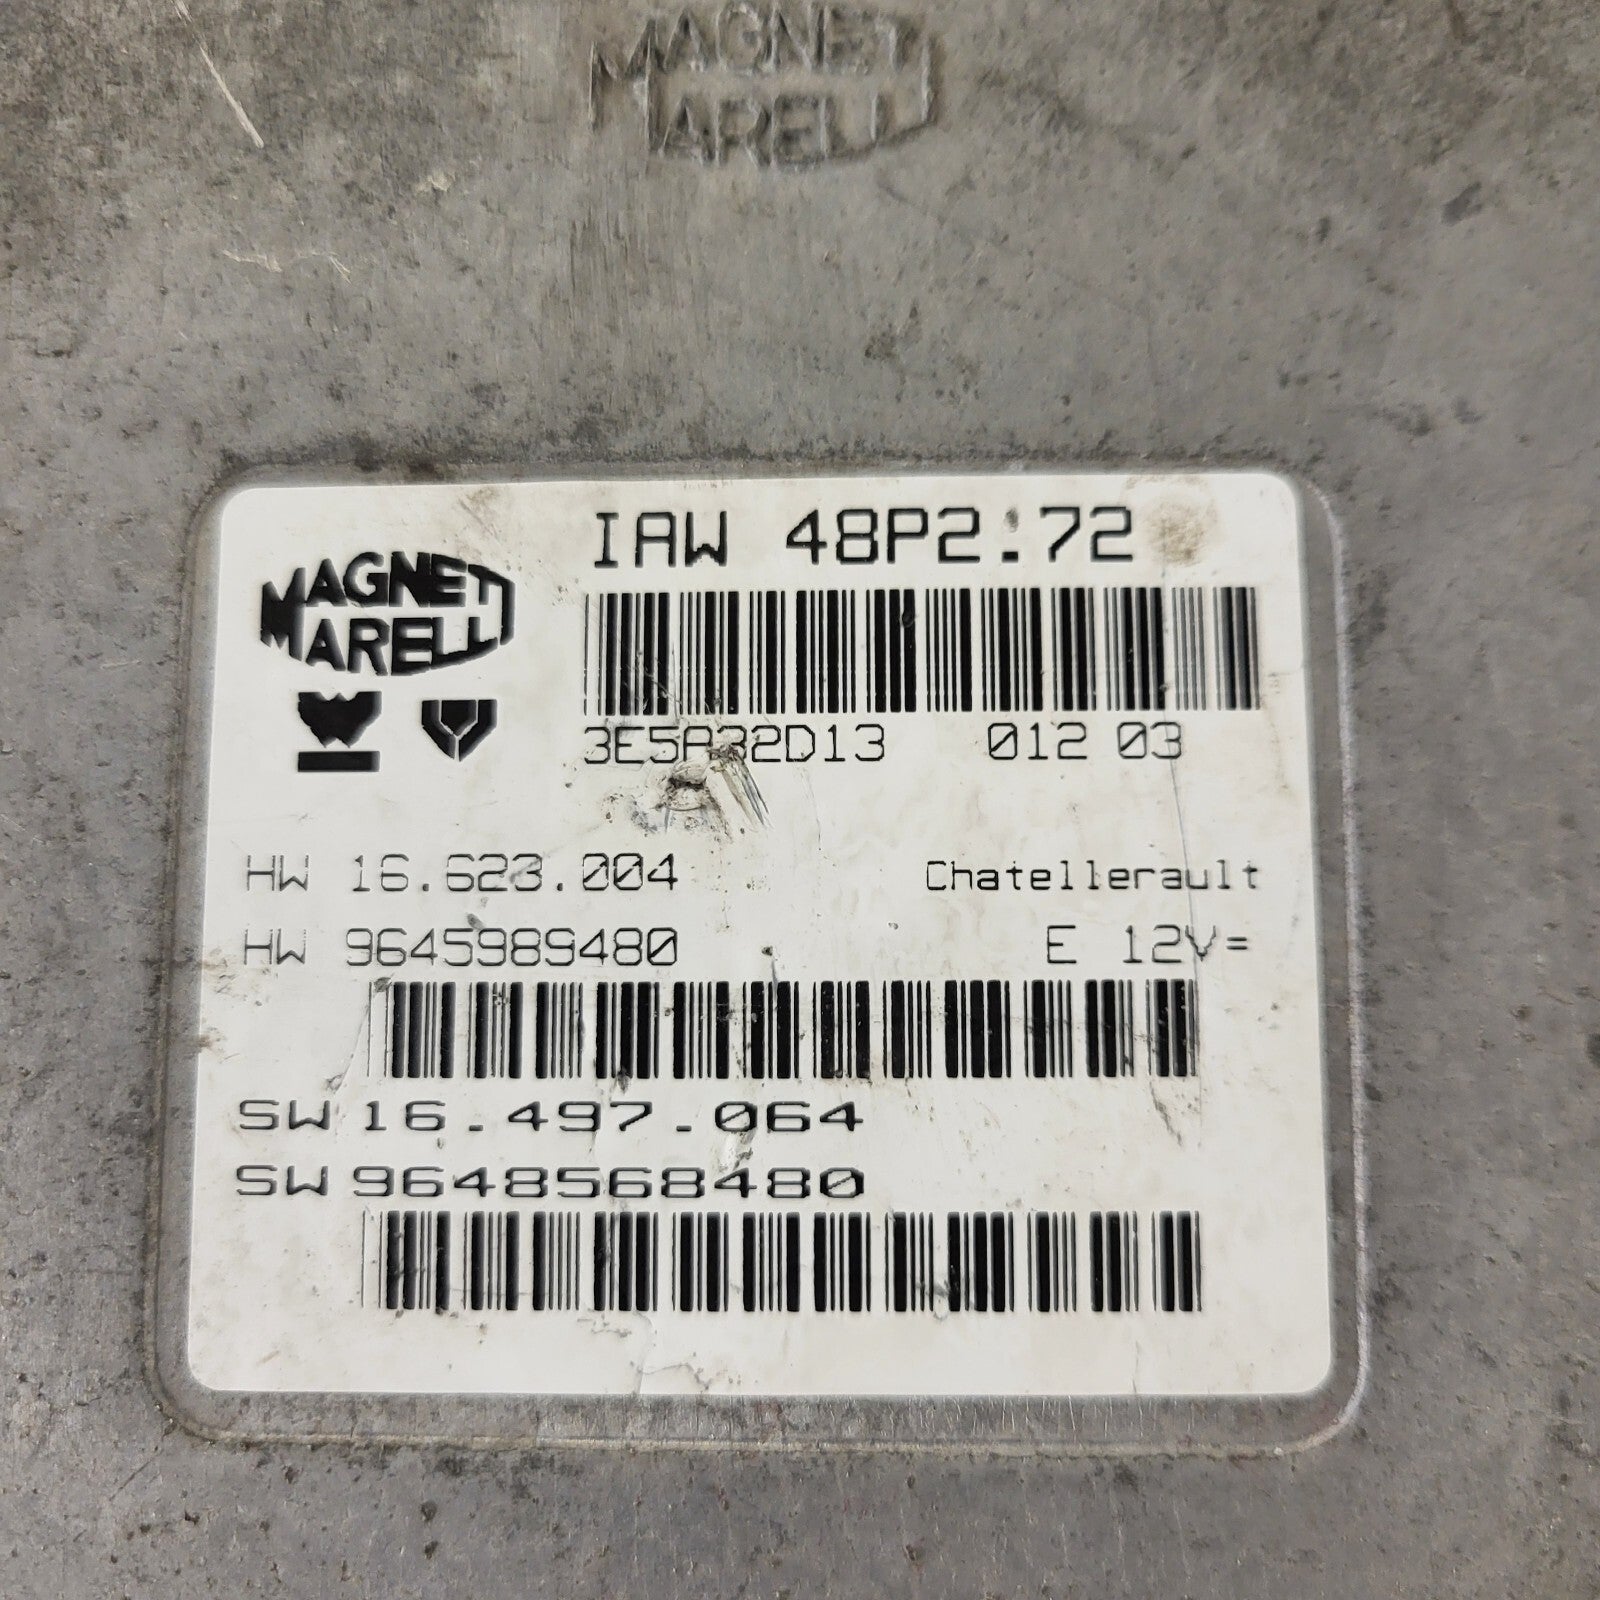 MAGNETI
MARELLI
IAW 48P2.72
MAGNETI
MARELLI
3E5A32D13 012 03
HW 16.623.004 Chatellerault
HW 9645989480 E 12V=
SW 16.497.064
SW 9648568480